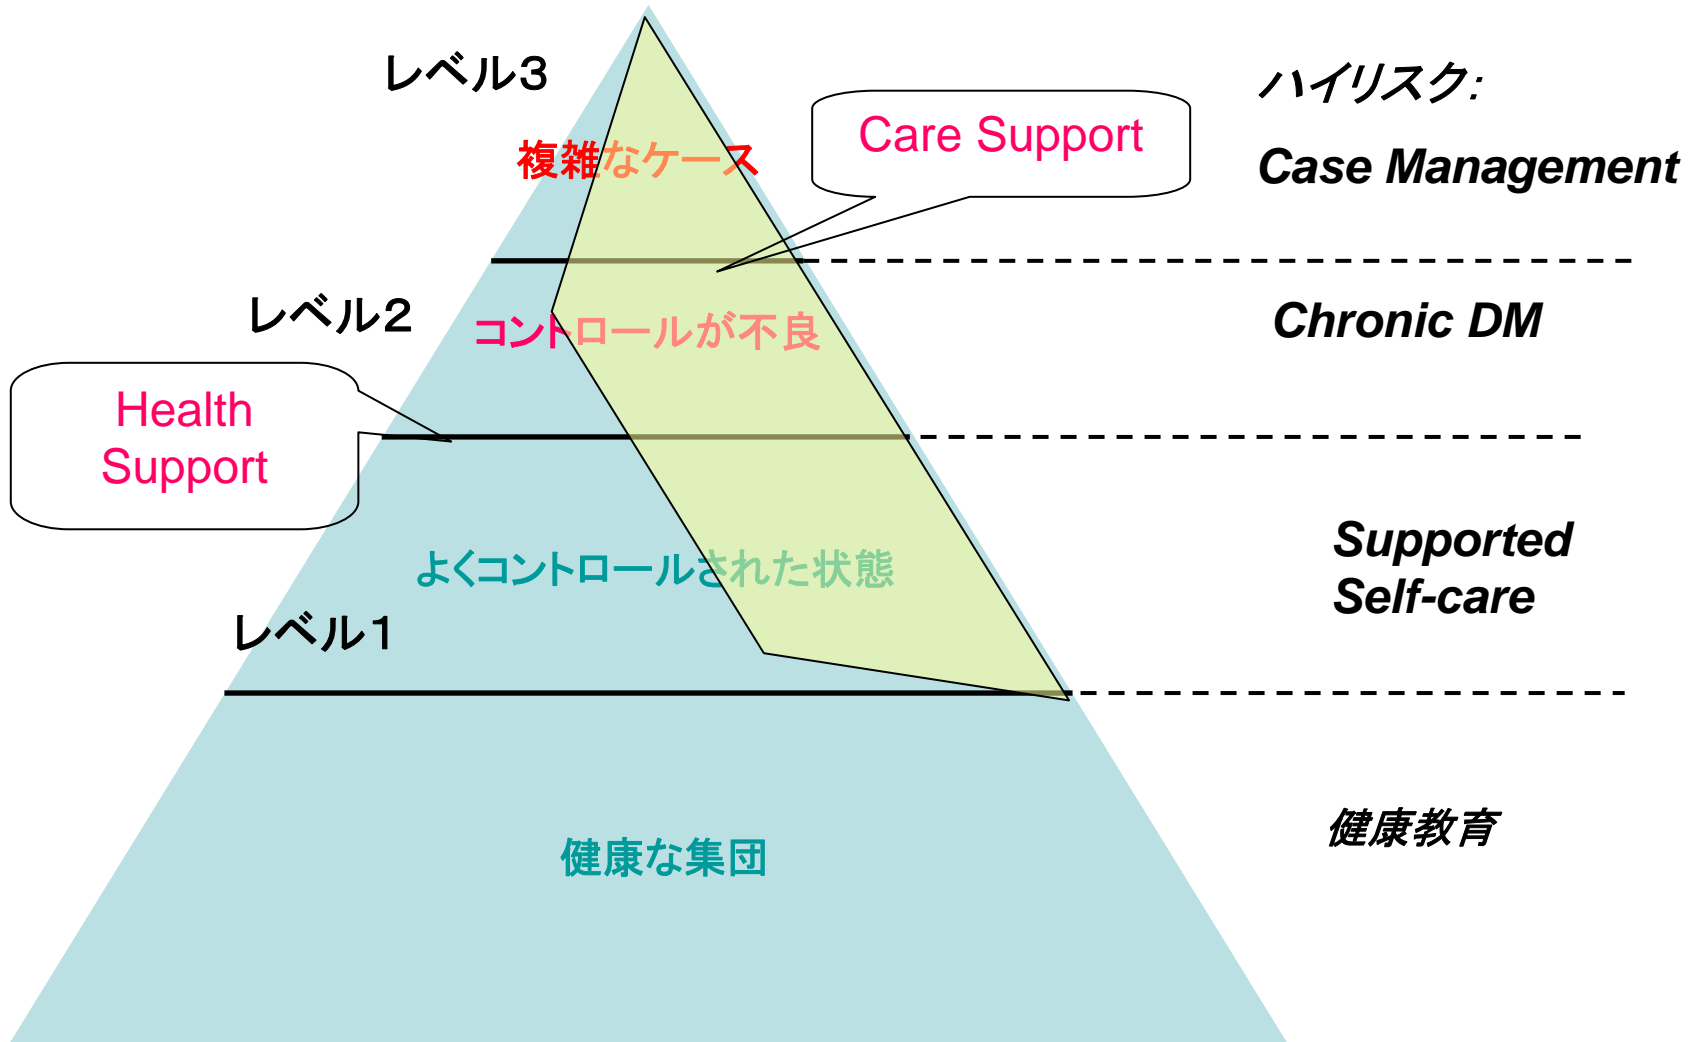 レベル3
ハイリスク:
Care Support
複雑なケース
Case Management
レベル2
コントロールが不良
Chronic DM
Health
Support
よくコントロールされた状態
Supported
Self-care
レベル1
健康な集団
健康教育